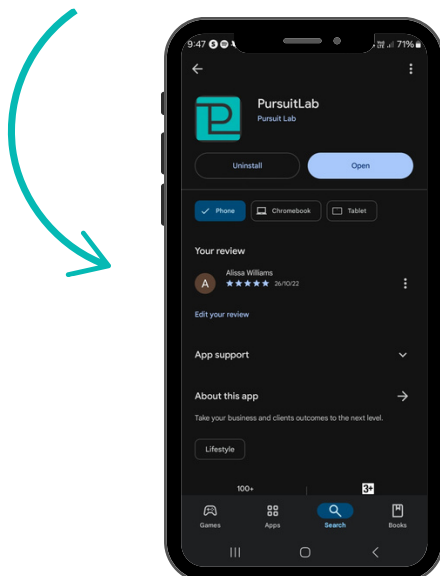 9:47
71%
PursuitLab
Pursuit Lab
Uninstall
Open
Phone
Chromebook
Tablet
Your review
A
Alissa Williams
26/10/22
Edit your review
App support
About this app
Take your business and clients outcomes to the next level.
Lifestyle
100+
3+
Games
Apps
Search
Books